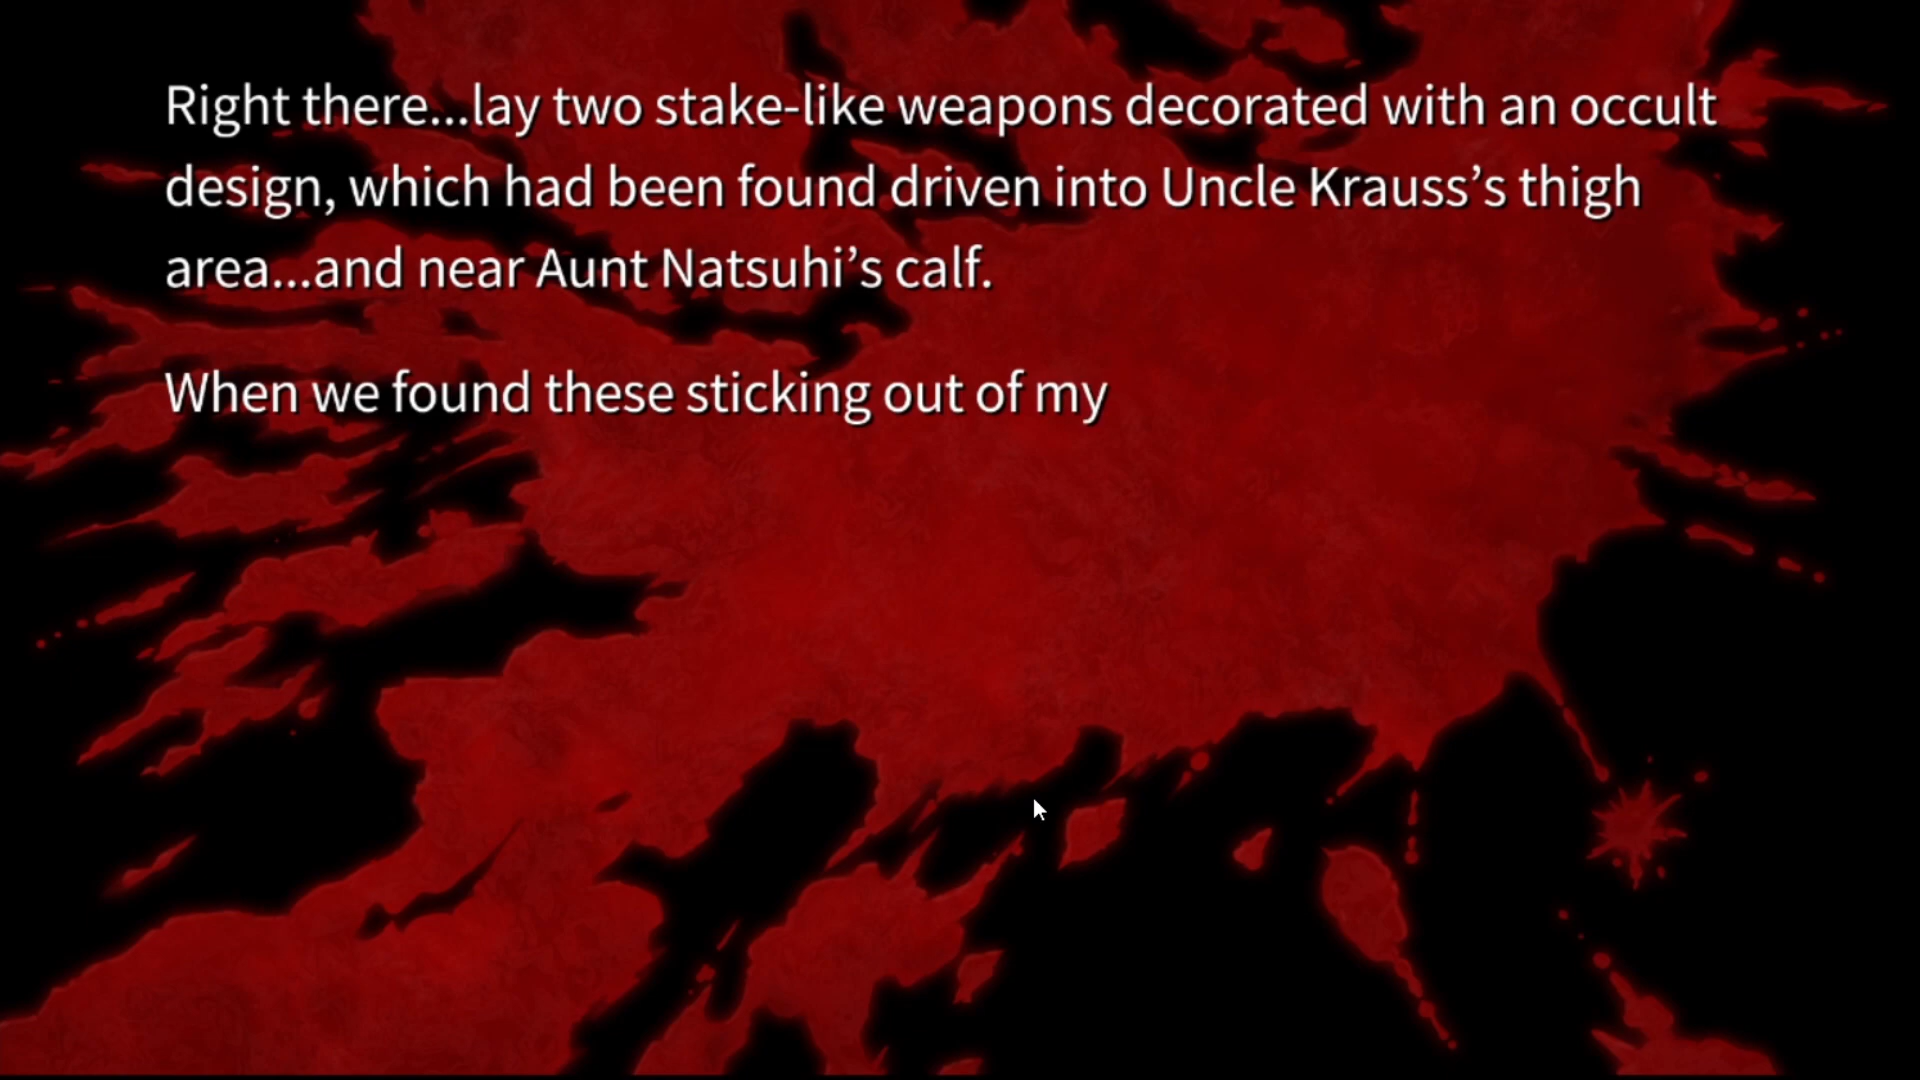 Right there...lay two stake-like weapons decorated with an occult
design, which had been found driven into Uncle Krauss’s thigh
area...and near Aunt Natsuhi’s calf.
When we found these sticking out of my